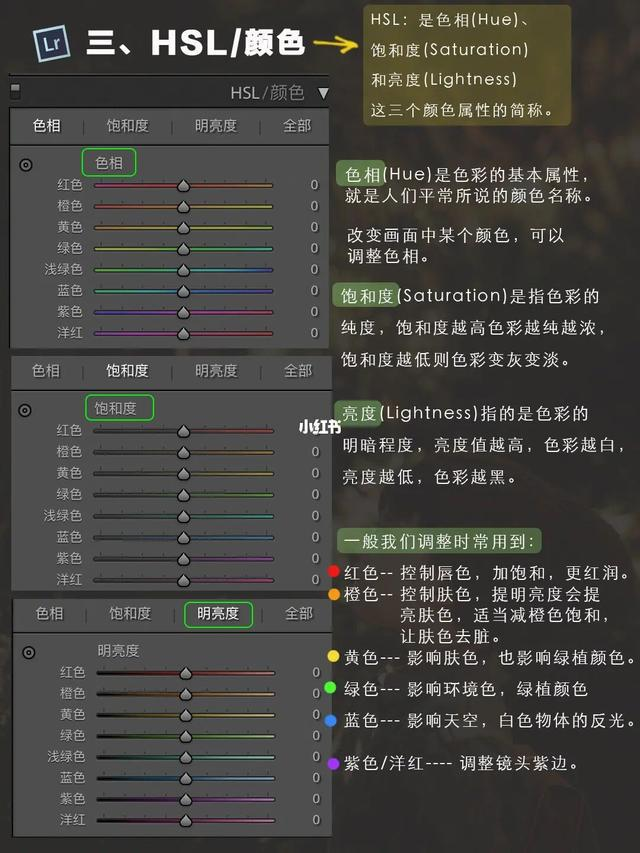 Lr 三、HSL/颜色
HSL：是色相(Hue)、
饱和度(Saturation)
和亮度(Lightness)
这三个颜色属性的简称。
HSL/颜色
色相 饱和度 明亮度 全部
色相
红色 0
橙色 0
黄色 0
绿色 0
浅绿色 0
蓝色 0
紫色 0
洋红 0
色相(Hue)是色彩的基本属性，
就是人们平常所说的颜色名称。
改变画面中某个颜色，可以
调整色相。
饱和度(Saturation)是指色彩的
纯度，饱和度越高色彩越纯越浓，
饱和度越低则色彩变灰变淡。
色相 饱和度 明亮度 全部
饱和度
红色 0
橙色 0
黄色 0
绿色 0
浅绿色 0
蓝色 0
紫色 0
洋红 0
小红书
亮度(Lightness)指的是色彩的
明暗程度，亮度值越高，色彩越白，
亮度越低，色彩越黑。
色相 饱和度 明亮度 全部
明亮度
红色 0
橙色 0
黄色 0
绿色 0
浅绿色 0
蓝色 0
紫色 0
洋红 0
一般我们调整时常用到：
红色-- 控制唇色，加饱和，更红润。
橙色-- 控制肤色，提明亮度会提
亮肤色，适当减橙色饱和，
让肤色去脏。
黄色--- 影响肤色，也影响绿植颜色。
绿色--- 影响环境色，绿植颜色
蓝色--- 影响天空，白色物体的反光。
紫色/洋红---- 调整镜头紫边。